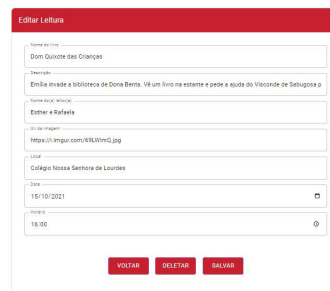 Editar Leitura
Nome do livro
Dom Quixote das Crianças
Descrição
Emília invade a biblioteca de Dona Benta. Vê um livro na estante e pede a ajuda do Visconde de Sabugosa p
Nome do(a) leitor(a)
Esther e Rafaela
Url da Imagem
https://i.imgur.com/69LWlmQ.jpg
Local
Colégio Nossa Senhora de Lourdes
Data
15/10/2021
Horário
16:00
VOLTAR DELETAR SALVAR